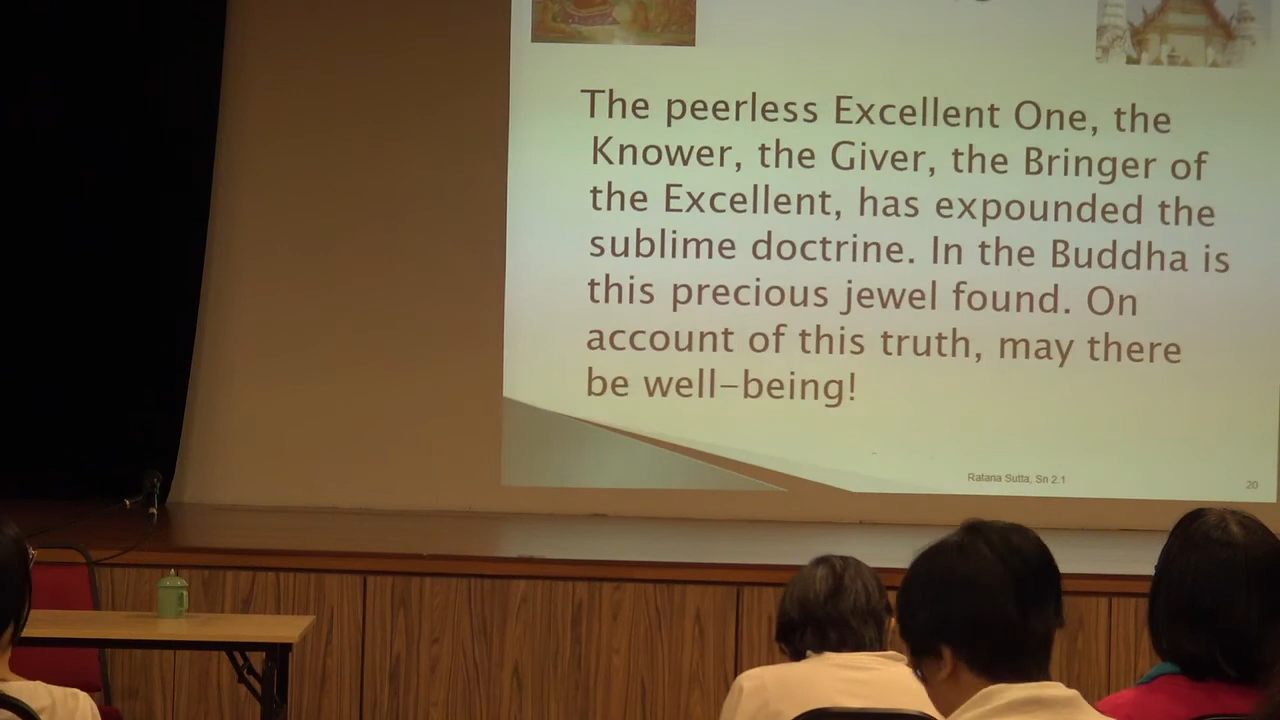 The peerless Excellent One, the
Knower, the Giver, the Bringer of
the Excellent, has expounded the
sublime doctrine. In the Buddha is
this precious jewel found. On
account of this truth, may there
be well-being!
Ratana Sutta, Sn 2.1
20